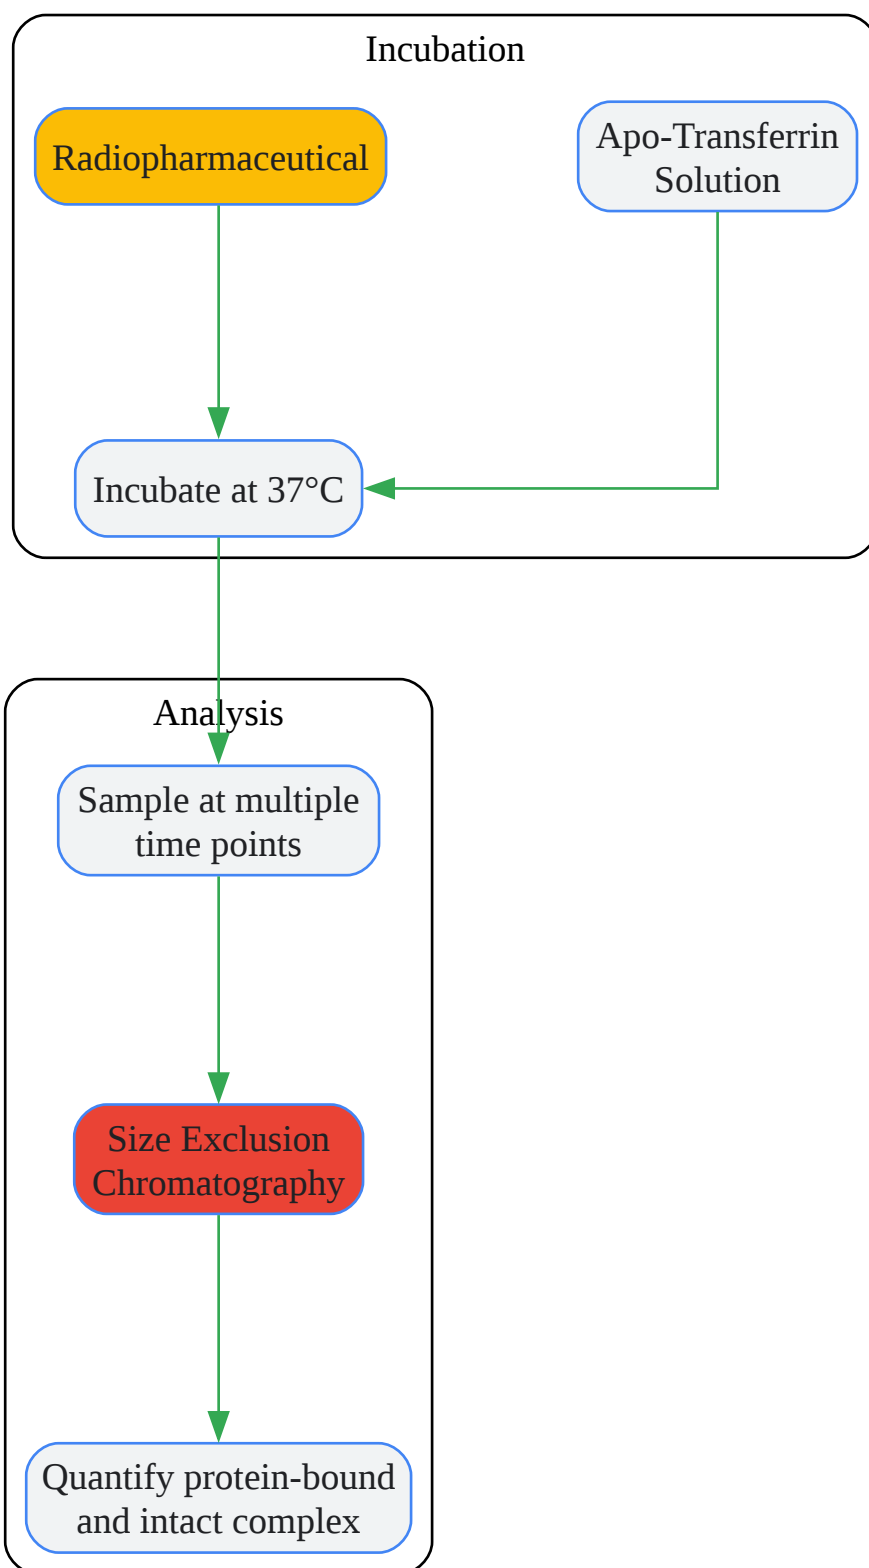 Incubation
Radiopharmaceutical
Apo-Transferrin
Solution
Incubate at 37°C
Analysis
Sample at multiple
time points
Size Exclusion
Chromatography
Quantify protein-bound
and intact complex